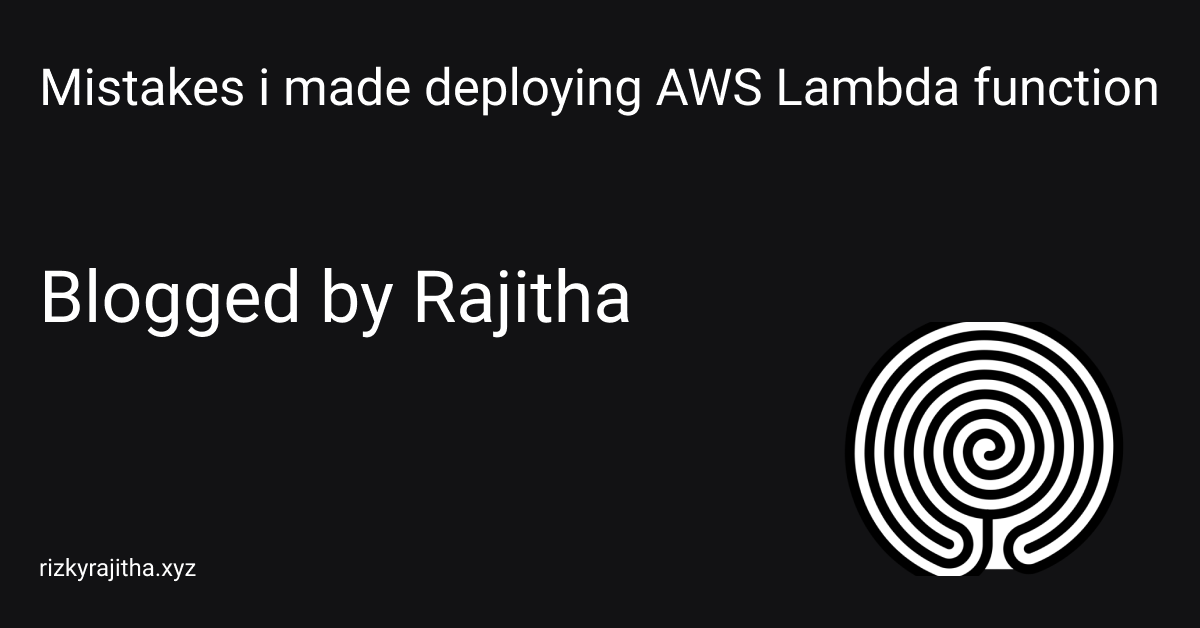 Mistakes i made deploying AWS Lambda function
Blogged by Rajitha
rizkyrajitha.xyz